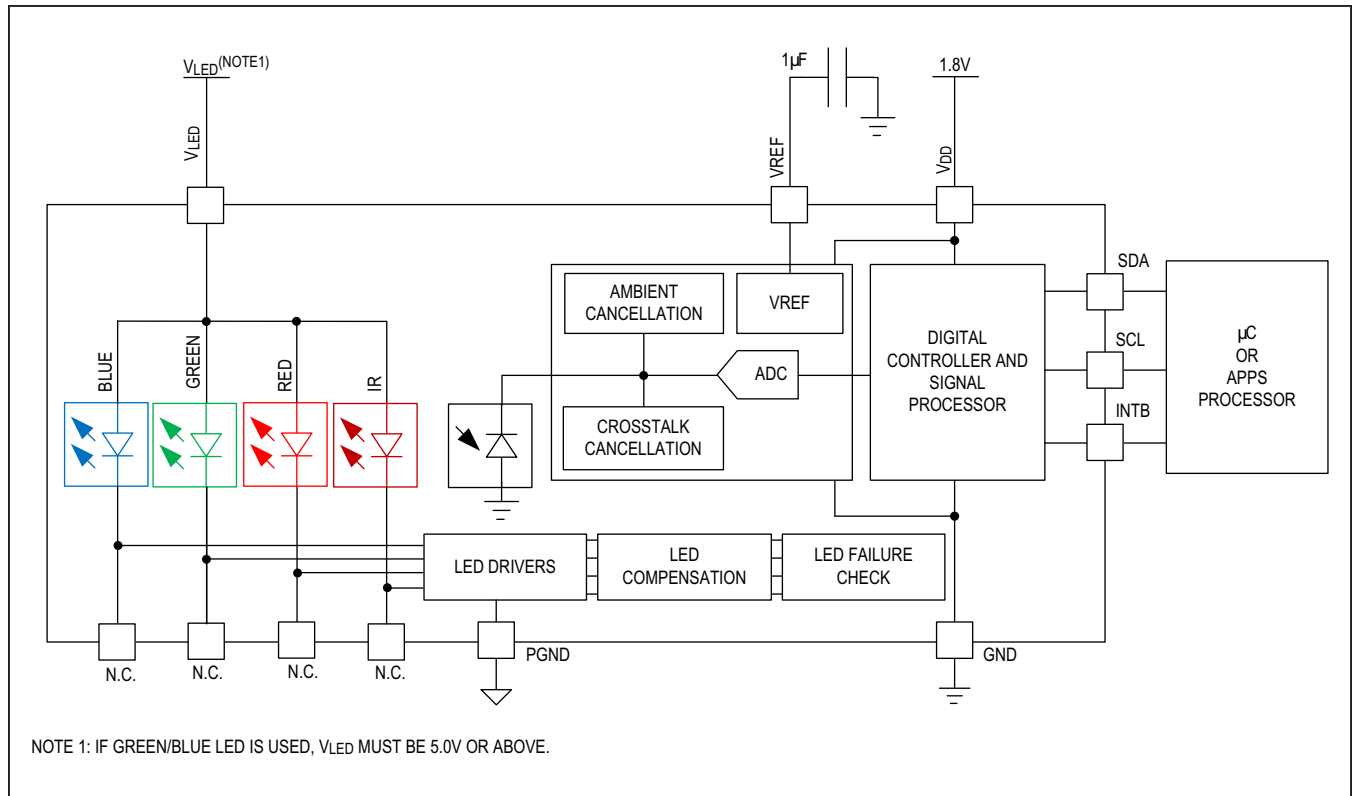 VLED(NOTE1)
1µF
1.8V
VLED
VREF
VDD
BLUE
GREEN
RED
IR
AMBIENT
CANCELLATION
VREF
ADC
CROSSTALK
CANCELLATION
DIGITAL
CONTROLLER AND
SIGNAL
PROCESSOR
SDA
SCL
INTB
µC
OR
APPS
PROCESSOR
LED DRIVERS
LED
COMPENSATION
LED FAILURE
CHECK
N.C.
N.C.
N.C.
N.C.
PGND
GND
NOTE 1: IF GREEN/BLUE LED IS USED, VLED MUST BE 5.0V OR ABOVE.